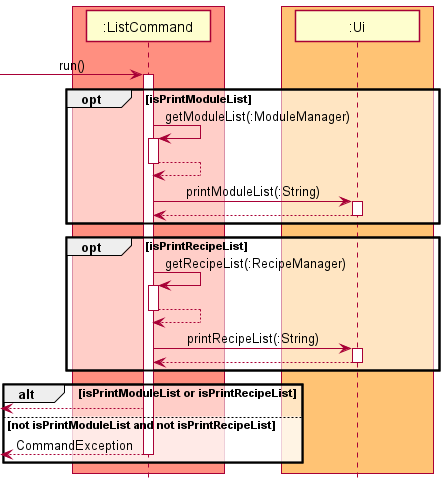 :ListCommand
:Ui
run()
opt
[isPrintModuleList]
getModuleList(:ModuleManager)
printModuleList(:String)
opt
[isPrintRecipeList]
getRecipeList(:RecipeManager)
printRecipeList(:String)
alt
[isPrintModuleList or isPrintRecipeList]
[not isPrintModuleList and not isPrintRecipeList]
CommandException